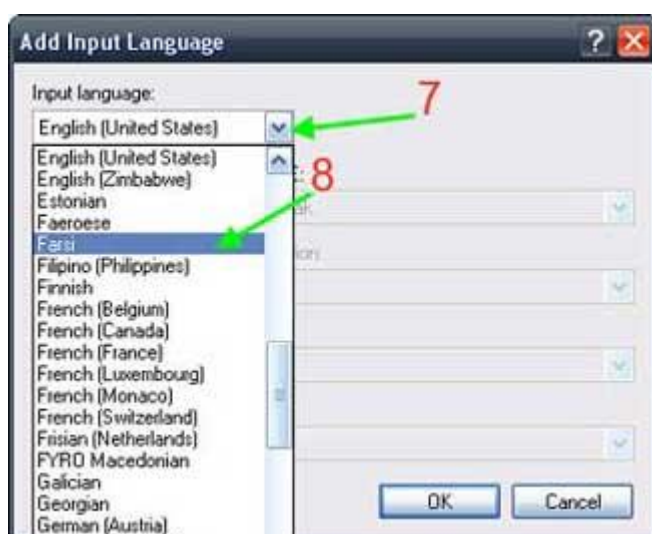 Add Input Language
Input language:
7
English (United States)
English (United States)
English (Zimbabwe)
8
Estonian
Faeroese
Farsi
Filipino (Philippines)
Finnish
French (Belgium)
French (Canada)
French (France)
French (Luxembourg)
French (Monaco)
French (Switzerland)
Frisian (Netherlands)
FYRO Macedonian
Galician
Georgian
OK Cancel
German (Austria)